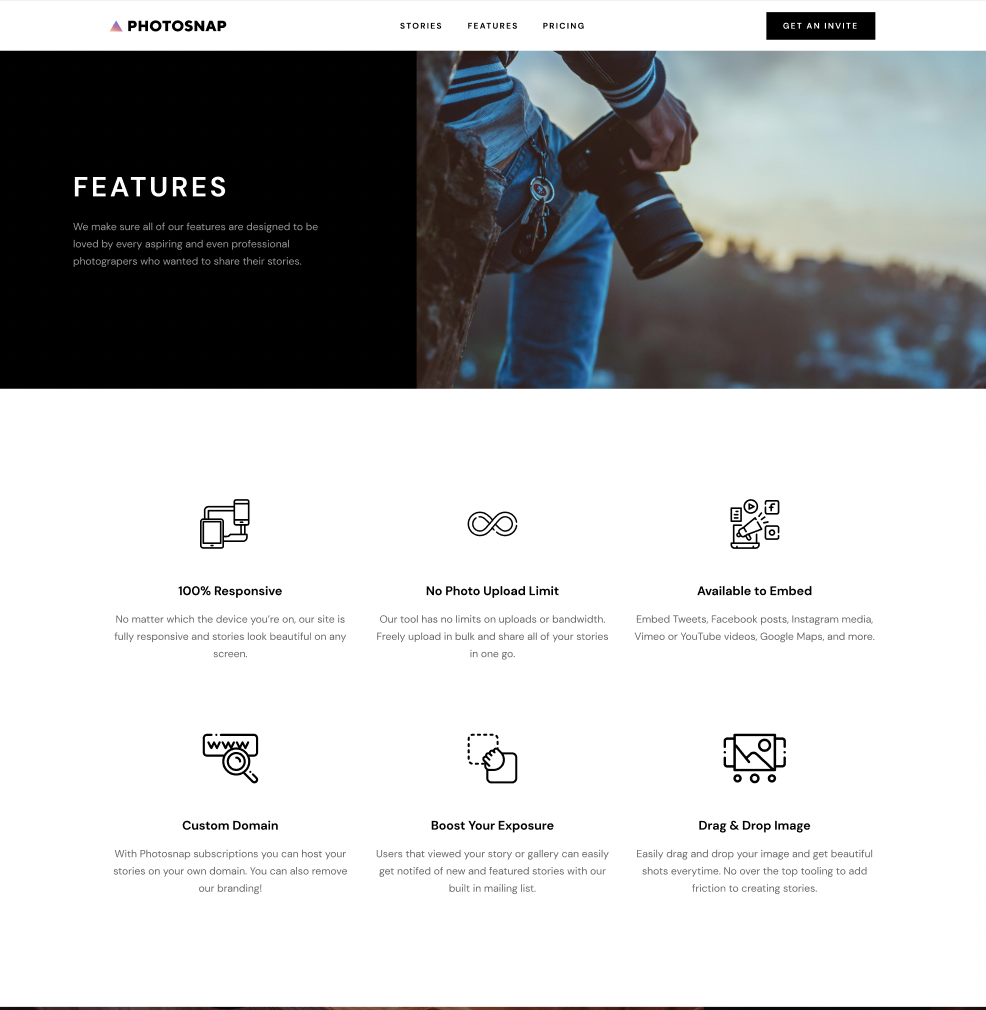 PHOTOSNAP
STORIES FEATURES PRICING
GET AN INVITE
FEATURES
We make sure all of our features are designed to be
loved by every aspiring and even professional
photograpers who wanted to share their stories.
100% Responsive
No matter which the device you're on, our site is
fully responsive and stories look beautiful on any
screen.
No Photo Upload Limit
Our tool has no limits on uploads or bandwidth.
Freely upload in bulk and share all of your stories
in one go.
Available to Embed
Embed Tweets, Facebook posts, Instagram media,
Vimeo or YouTube videos, Google Maps, and more.
www
Custom Domain
With Photosnap subscriptions you can host your
stories on your own domain. You can also remove
our branding!
Boost Your Exposure
Users that viewed your story or gallery can easily
get notifed of new and featured stories with our
built in mailing list.
Drag & Drop Image
Easily drag and drop your image and get beautiful
shots everytime. No over the top tooling to add
friction to creating stories.